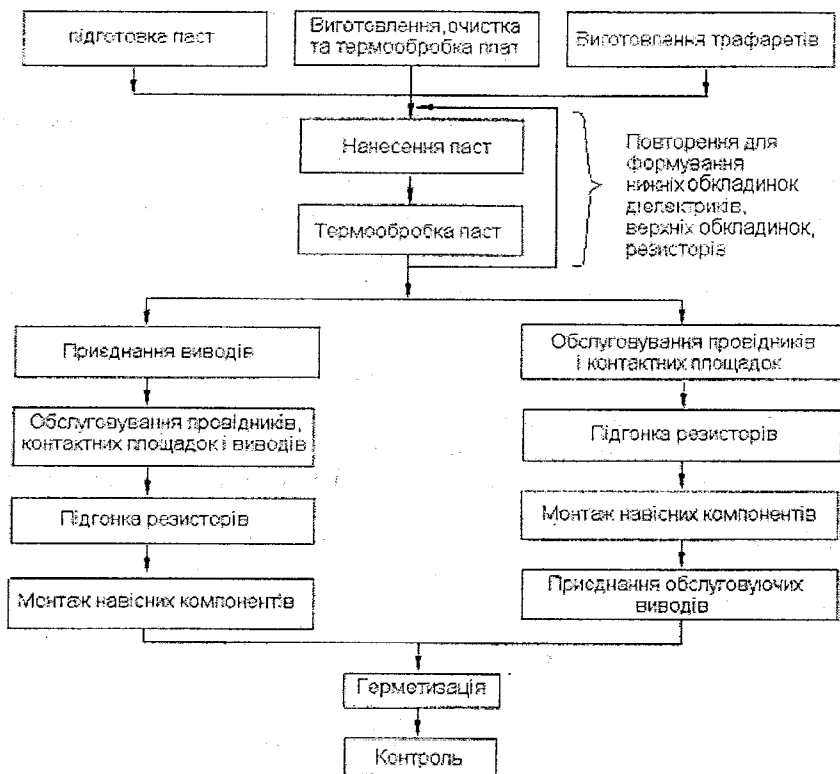 підготовка паст
Виготовлення, очистка
та термообробка плат
Виготовлення трафаретів
Нанесення паст
Термообробка паст
Повторення для
формування
нижніх обкладинок
діелектриків,
верхніх обкладинок,
резисторів
Приєднання виводів
Обслуговування провідників,
контактних площадок і виводів
Підгонка резисторів
Монтаж навісних компонентів
Обслуговування провідників
і контактних площадок
Підгонка резисторів
Монтаж навісних компонентів
Приєднання обслуговуючих
виводів
Герметизація
Контроль